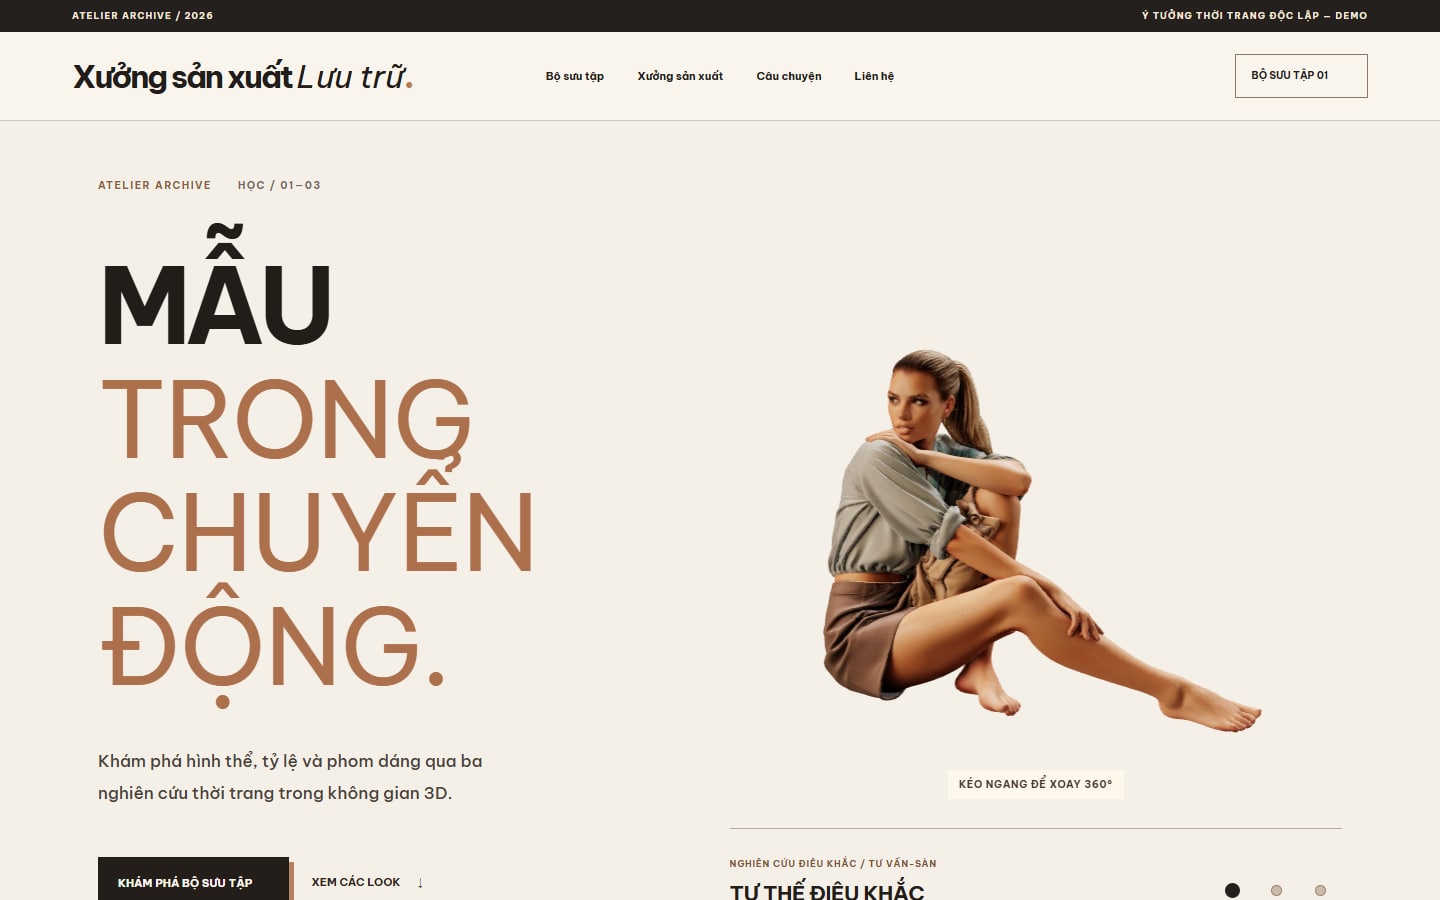 ATELIER ARCHIVE / 2026
Ý TƯỞNG THỜI TRANG ĐỘC LẬP — DEMO
Xưởng sản xuất Lưu trữ.
Bộ sưu tập
Xưởng sản xuất
Câu chuyện
Liên hệ
BỘ SƯU TẬP 01
ATELIER ARCHIVE
HỌC / 01—03
MẪU
TRONG
CHUYỂN
ĐỘNG.
Khám phá hình thể, tỷ lệ và phom dáng qua ba
nghiên cứu thời trang trong không gian 3D.
KHÁM PHÁ BỘ SƯU TẬP
XEM CÁC LOOK ↓
KÉO NGANG ĐỂ XOAY 360°
NGHIÊN CỨU ĐIÊU KHẮC / TƯ VẤN-SÀN
TƯ THẾ ĐIÊU KHẮC